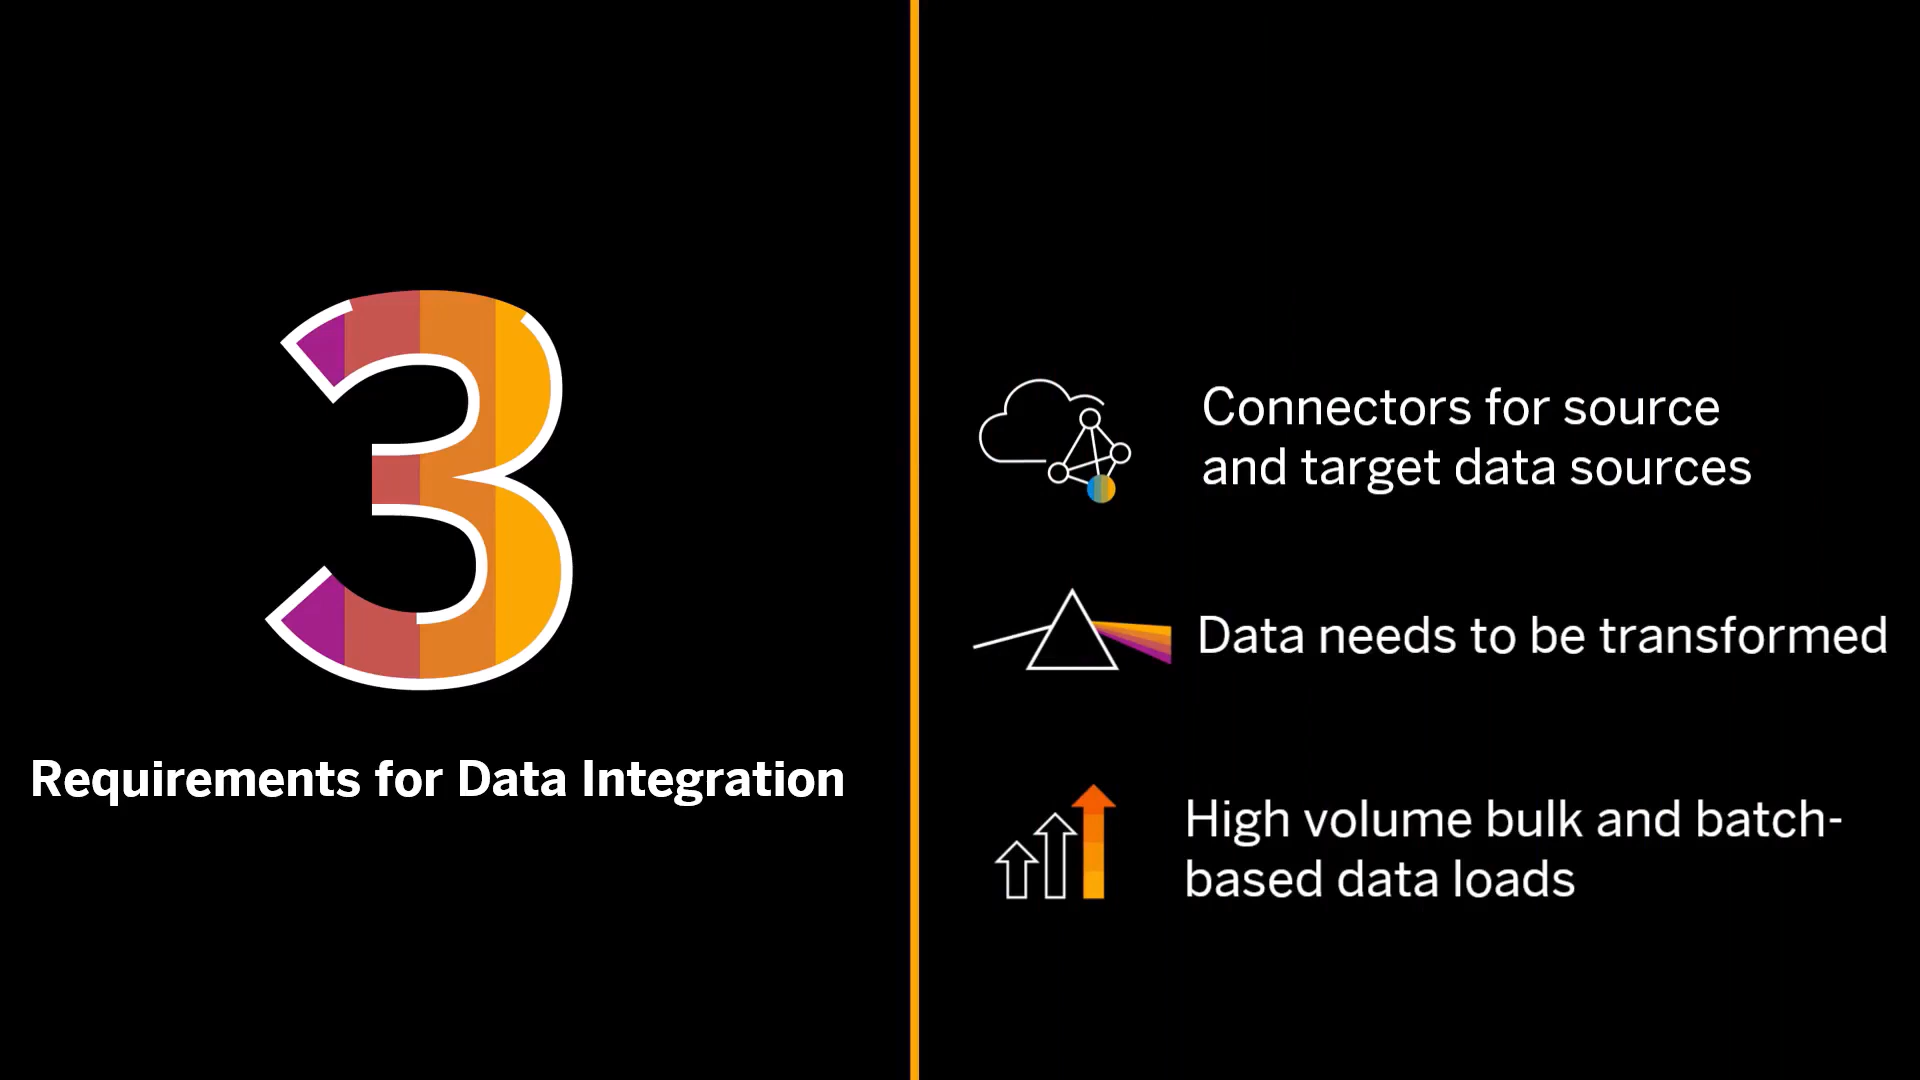 3
Requirements for Data Integration
Connectors for source
and target data sources
Data needs to be transformed
High volume bulk and batch-
based data loads